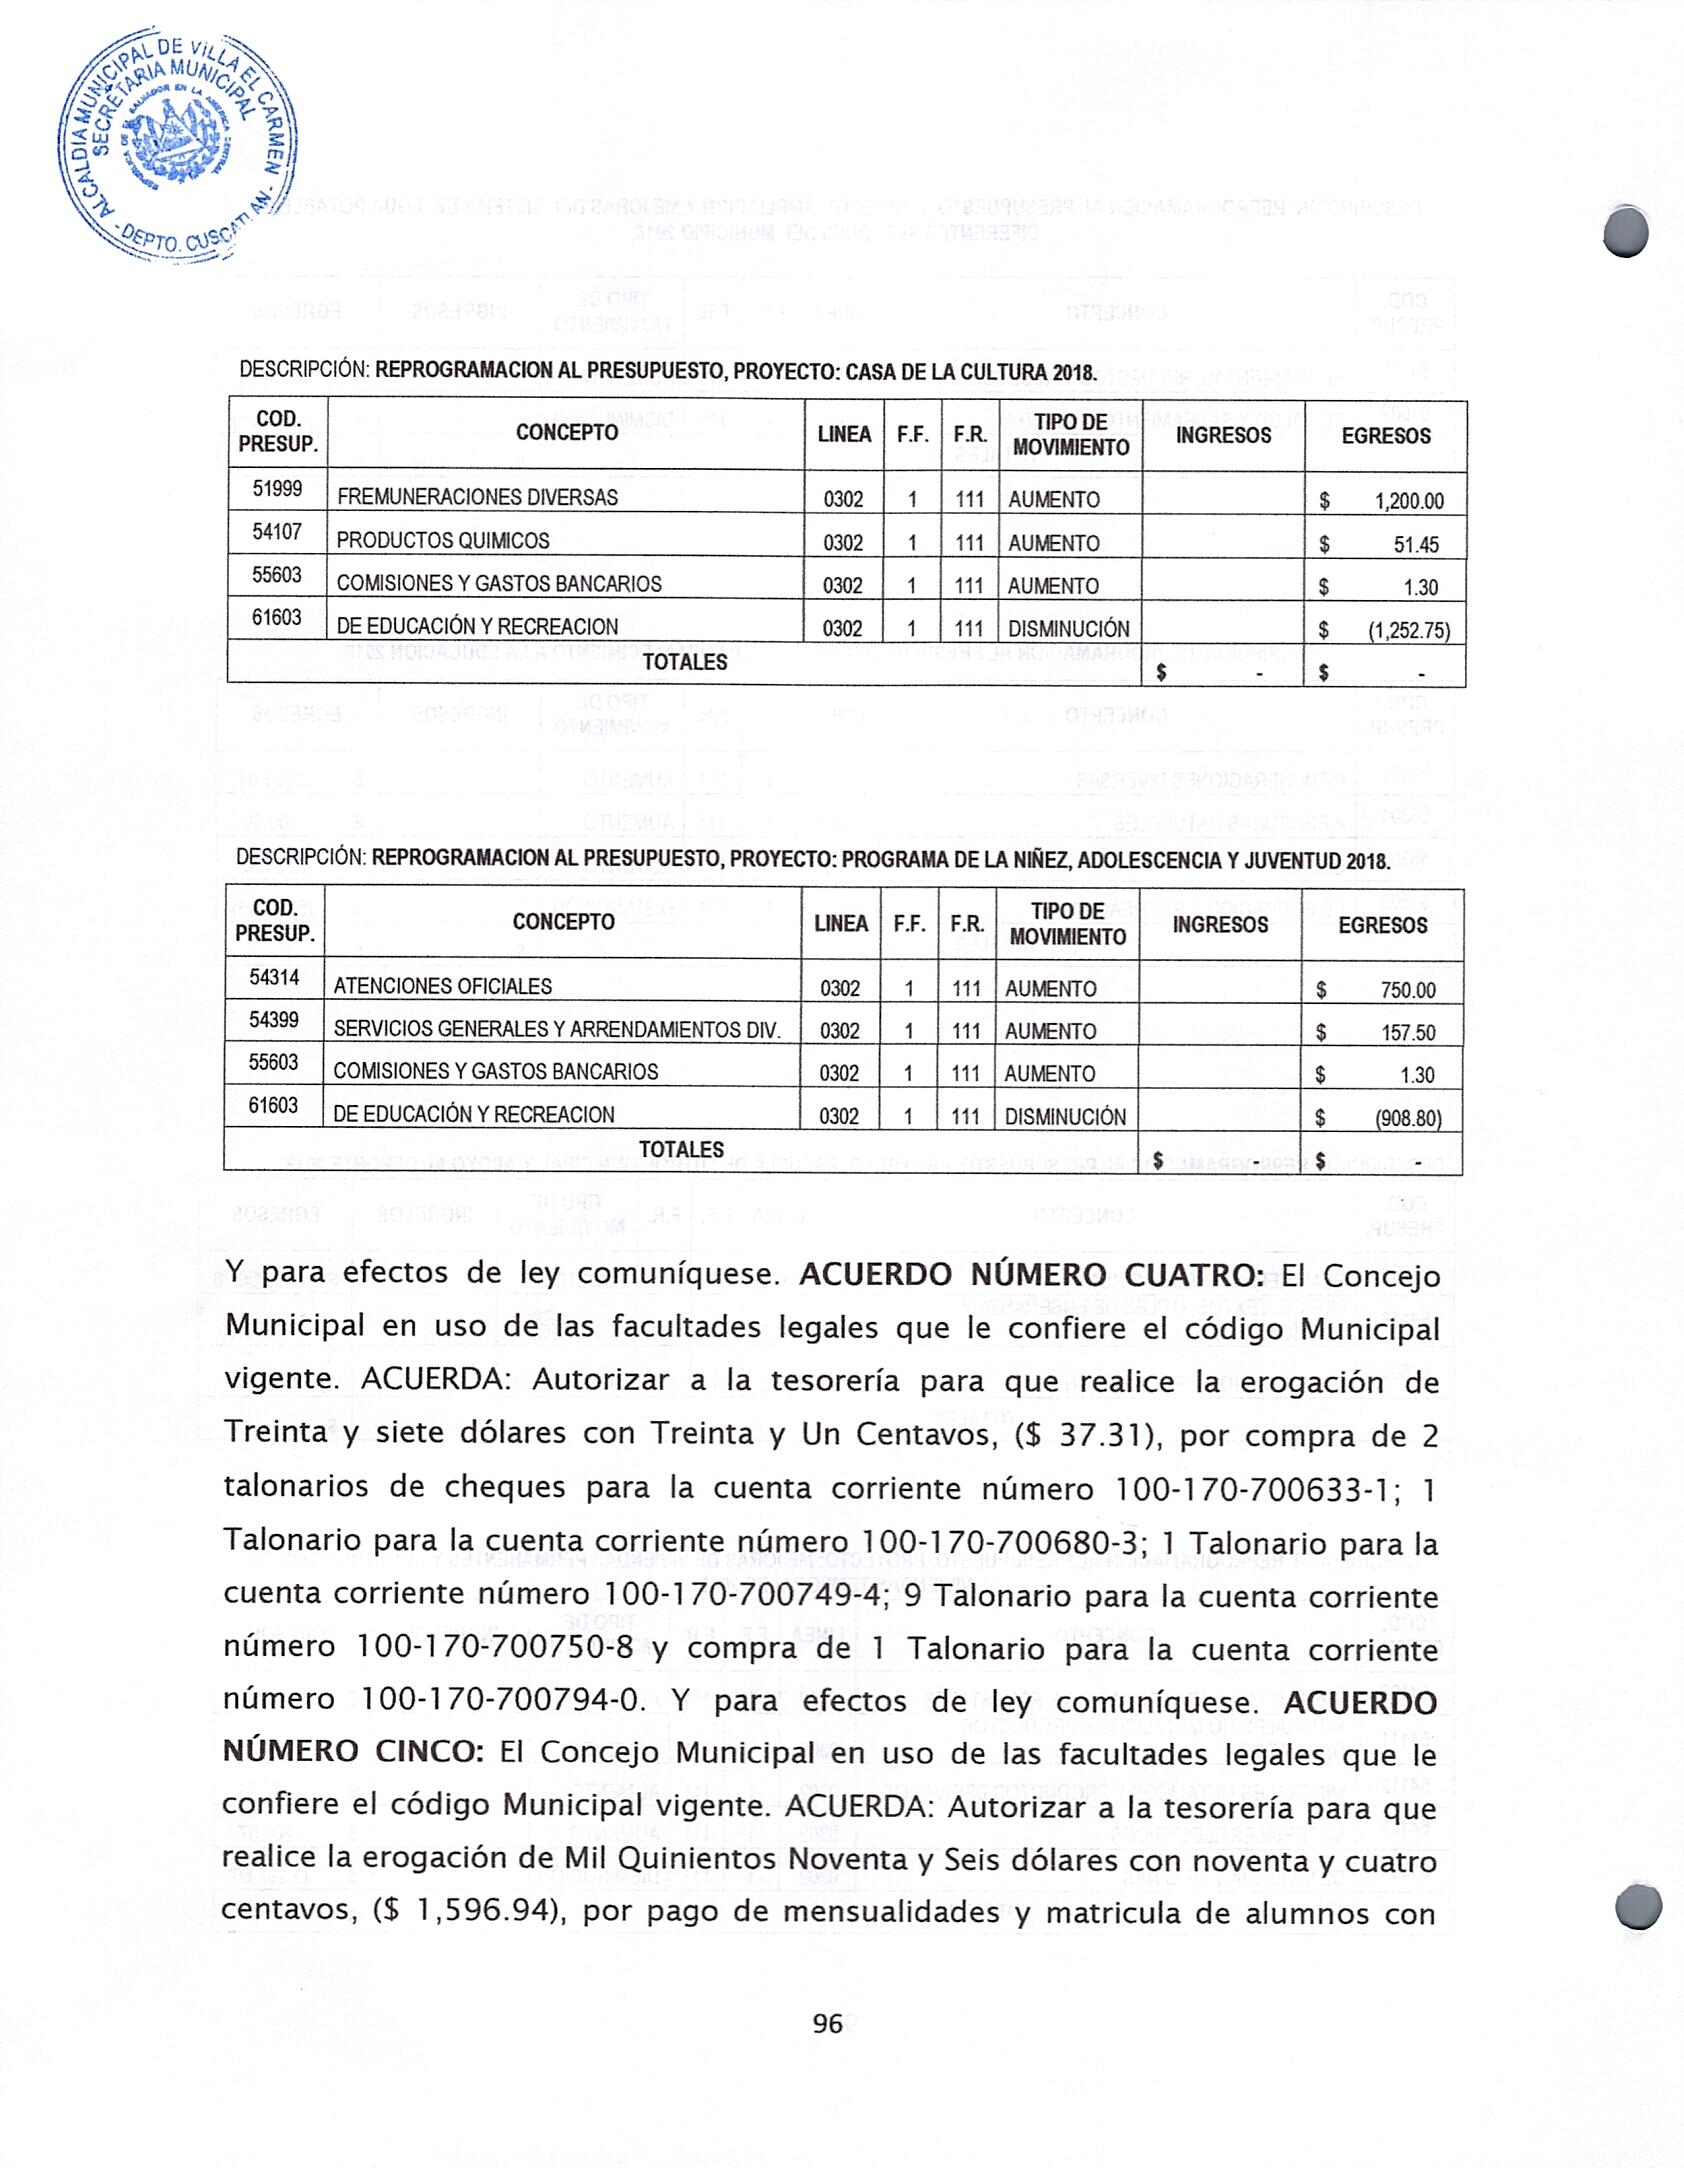 ALCALDIA MUNICIPAL DE VILLA EL CARMEN
SECRETARIA MUNICIPAL
- DEPTO. CUSCATLAN -
DESCRIPCIÓN: REPROGRAMACION AL PRESUPUESTO, PROYECTO: CASA DE LA CULTURA 2018.
COD. PRESUP. CONCEPTO LINEA F.F. F.R. TIPO DE MOVIMIENTO INGRESOS EGRESOS
51999 FREMUNERACIONES DIVERSAS 0302 1 111 AUMENTO $ 1,200.00
54107 PRODUCTOS QUIMICOS 0302 1 111 AUMENTO $ 51.45
55603 COMISIONES Y GASTOS BANCARIOS 0302 1 111 AUMENTO $ 1.30
61603 DE EDUCACIÓN Y RECREACION 0302 1 111 DISMINUCIÓN $ (1,252.75)
TOTALES $ - $ -
DESCRIPCIÓN: REPROGRAMACION AL PRESUPUESTO, PROYECTO: PROGRAMA DE LA NIÑEZ, ADOLESCENCIA Y JUVENTUD 2018.
COD. PRESUP. CONCEPTO LINEA F.F. F.R. TIPO DE MOVIMIENTO INGRESOS EGRESOS
54314 ATENCIONES OFICIALES 0302 1 111 AUMENTO $ 750.00
54399 SERVICIOS GENERALES Y ARRENDAMIENTOS DIV. 0302 1 111 AUMENTO $ 157.50
55603 COMISIONES Y GASTOS BANCARIOS 0302 1 111 AUMENTO $ 1.30
61603 DE EDUCACIÓN Y RECREACION 0302 1 111 DISMINUCIÓN $ (908.80)
TOTALES $ - $ -
Y para efectos de ley comuníquese. ACUERDO NÚMERO CUATRO: El Concejo
Municipal en uso de las facultades legales que le confiere el código Municipal
vigente. ACUERDA: Autorizar a la tesorería para que realice la erogación de
Treinta y siete dólares con Treinta y Un Centavos, ($ 37.31), por compra de 2
talonarios de cheques para la cuenta corriente número 100-170-700633-1; 1
Talonario para la cuenta corriente número 100-170-700680-3; 1 Talonario para la
cuenta corriente número 100-170-700749-4; 9 Talonario para la cuenta corriente
número 100-170-700750-8 y compra de 1 Talonario para la cuenta corriente
número 100-170-700794-0. Y para efectos de ley comuníquese. ACUERDO
NÚMERO CINCO: El Concejo Municipal en uso de las facultades legales que le
confiere el código Municipal vigente. ACUERDA: Autorizar a la tesorería para que
realice la erogación de Mil Quinientos Noventa y Seis dólares con noventa y cuatro
centavos, ($ 1,596.94), por pago de mensualidades y matricula de alumnos con
96